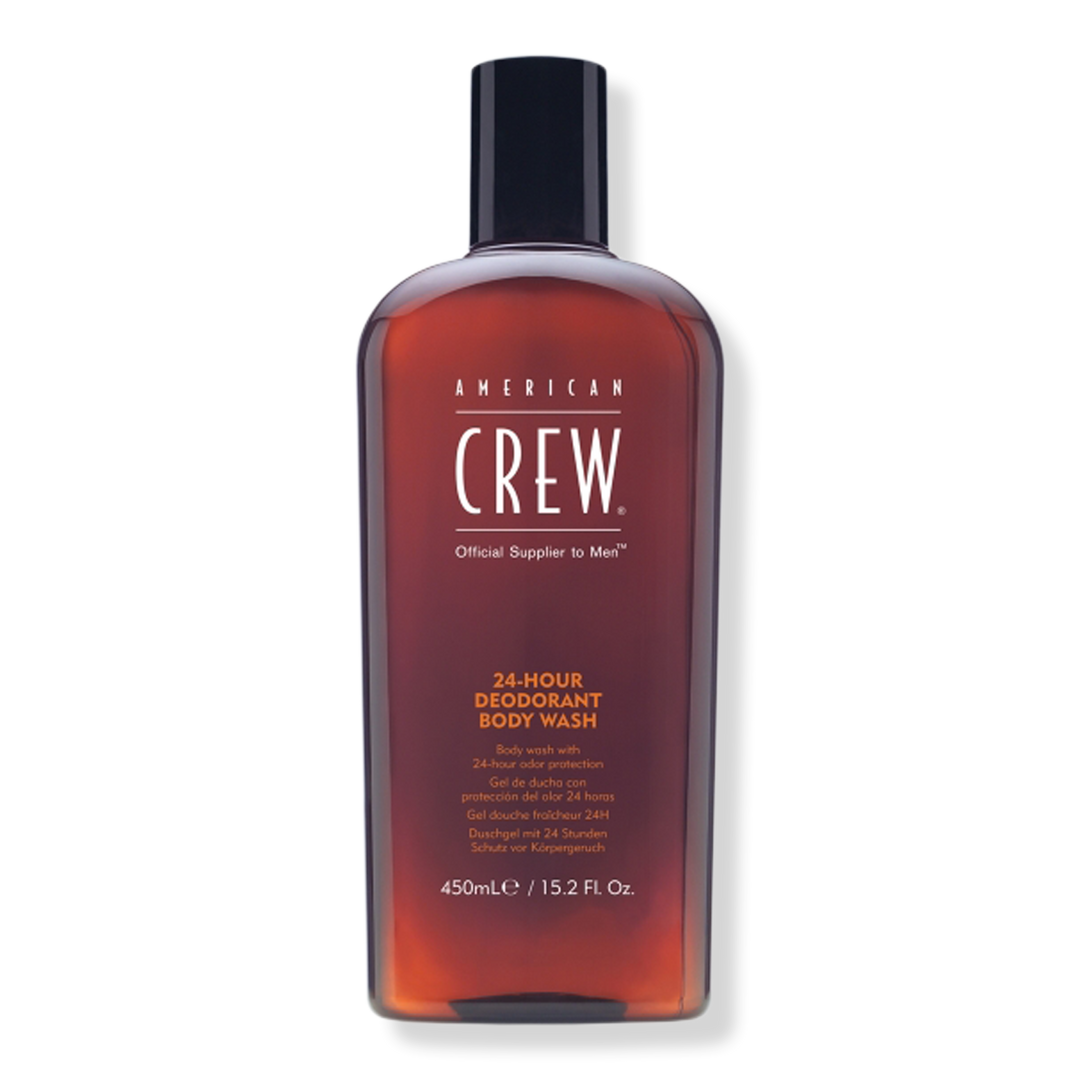 AMERICAN
CREW®
Official Supplier to Men™
24-HOUR
DEODORANT
BODY WASH
Body wash with
24-hour odor protection
Gel de ducha con
protección del olor 24 horas
Gel douche fraîcheur 24H
Duschgel mit 24 Stunden
Schutz vor Körpergeruch
450mL℮ / 15.2 Fl. Oz.